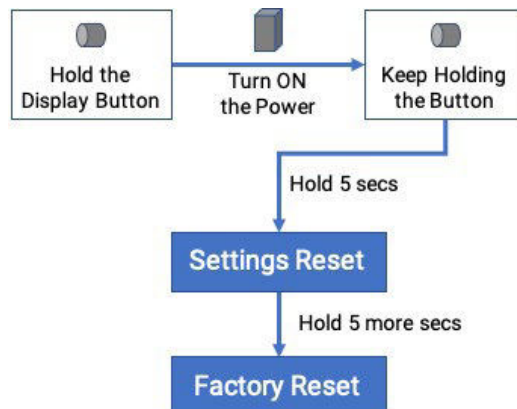 Hold the
Display Button
Turn ON
the Power
Keep Holding
the Button
Hold 5 secs
Settings Reset
Hold 5 more secs
Factory Reset